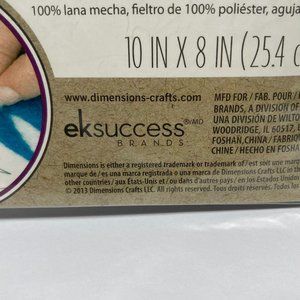 100% lana mecha, fieltro de 100% poliéster, aguja
10 IN X 8 IN (25.4 c
www.dimensions-crafts.com
eksuccess®/MD
BRANDS
MFD FOR / FAB. POUR /
BRANDS, A DIVISION OF
UNA DIVISIÓN DE WILTO
WOODRIDGE, IL 60517,
FOSHAN, CHINA / FABRI
CHINE / HECHO EN FOSHA
Dimensions is either a registered trademark or trademark of / est soit une m
marque de / es una marca registrada o una marca de Dimensions Crafts LLC in the
other countries / aux États-Unis et / ou dans d'autres pays / en los Estados Unidos
© 2013 Dimensions Crafts LLC. All rights reserved. Tous droits réservés. Todos los